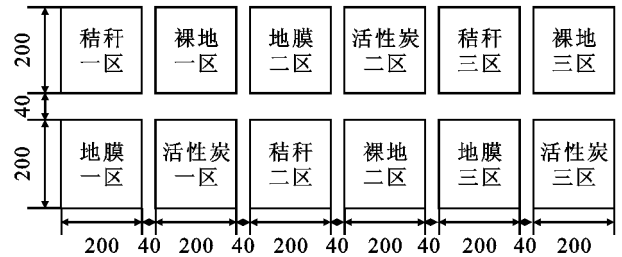 秸秆 裸地 地膜 活性炭 秸秆 裸地
一区 一区 二区 二区 三区 三区
200
40
200
地膜 活性炭 秸秆 裸地 地膜 活性炭
一区 一区 二区 二区 三区 三区
200 40 200 40 200 40 200 40 200 40 200